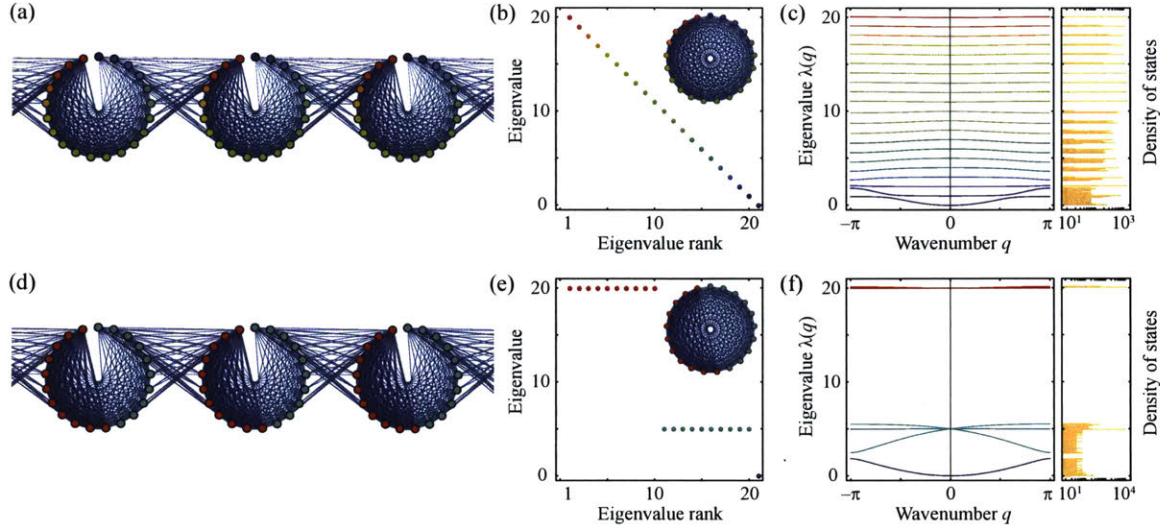 (a)
(b)
Eigenvalue
20
10
0
1
10
20
Eigenvalue rank
(c)
Eigenvalue λ(q)
20
10
0
−π
0
π
Wavenumber q
10¹
10³
Density of states
(d)
(e)
Eigenvalue
20
10
0
1
10
20
Eigenvalue rank
(f)
Eigenvalue λ(q)
20
10
0
−π
0
π
Wavenumber q
10¹
10⁴
Density of states